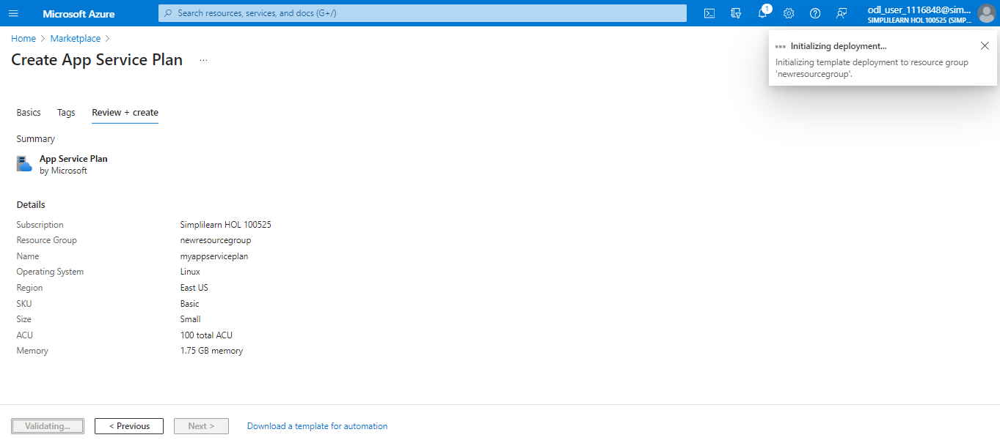 Microsoft Azure
Search resources, services, and docs (G+/)
1
odl_user_1116848@sim...
SIMPLILEARN HOL 100525 (SIMP...
Home > Marketplace >
Create App Service Plan ...
Initializing deployment...
Initializing template deployment to resource group
'newresourcegroup'.
Basics Tags Review + create
Summary
App Service Plan
by Microsoft
Details
Subscription Simplilearn HOL 100525
Resource Group newresourcegroup
Name myappserviceplan
Operating System Linux
Region East US
SKU Basic
Size Small
ACU 100 total ACU
Memory 1.75 GB memory
Validating... < Previous Next > Download a template for automation